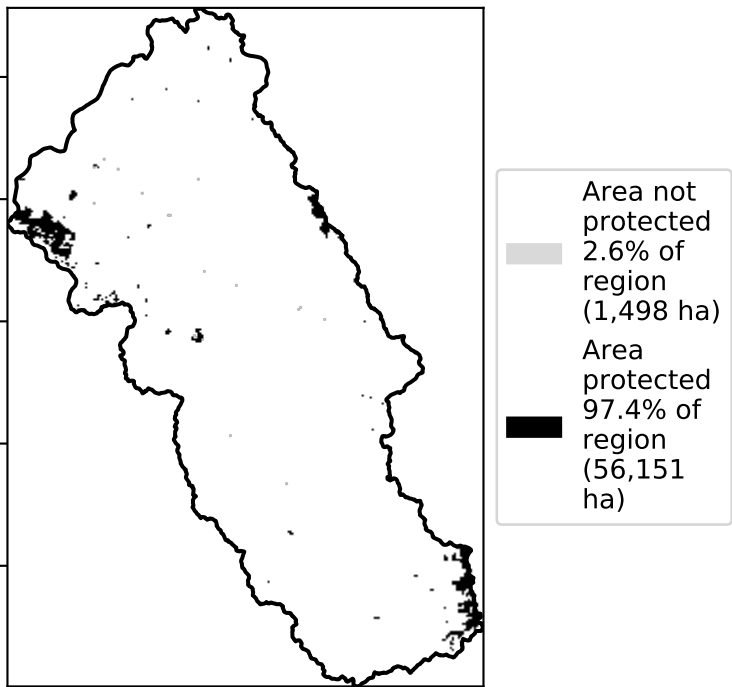 Area not
protected
2.6% of
region
(1,498 ha)
Area
protected
97.4% of
region
(56,151
ha)